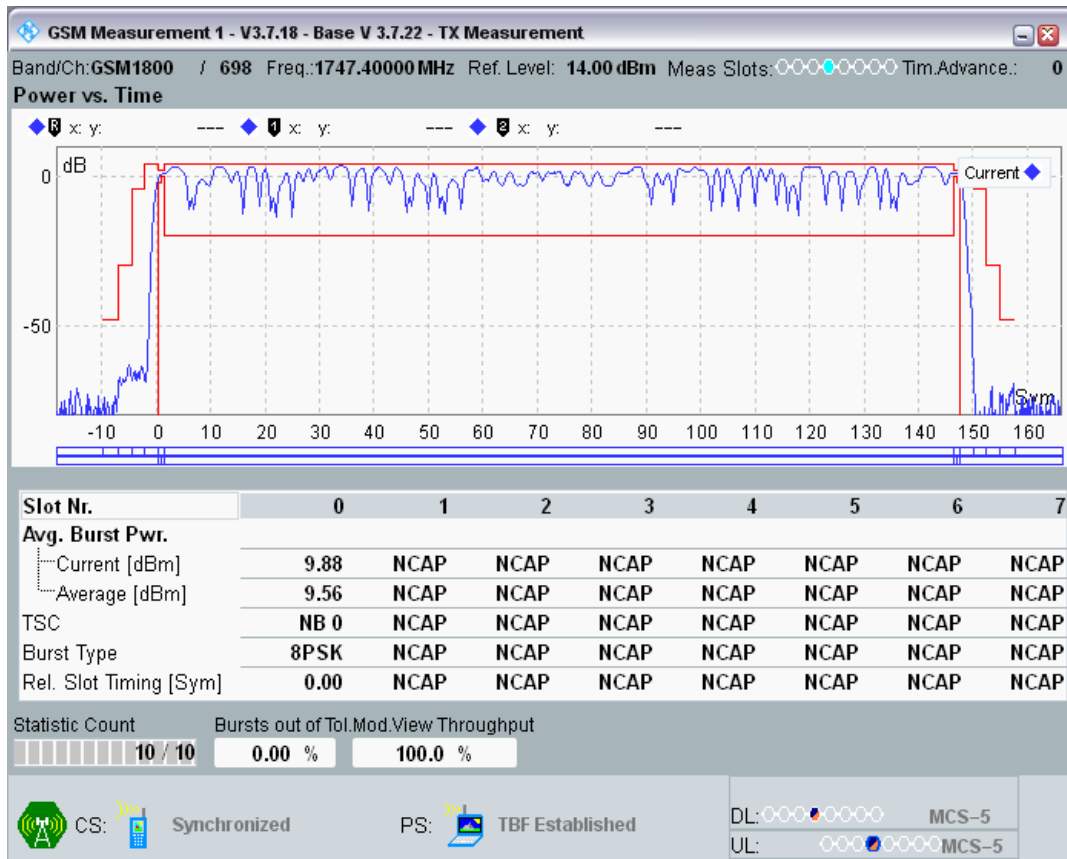 GSM Measurement 1 - V3.7.18 - Base V 3.7.22 - TX Measurement
Band/Ch:GSM1800 / 698 Freq.:1747.40000 MHz Ref. Level: 14.00 dBm Meas Slots: Tim.Advance.: 0
Power vs. Time
R x: y: --- 1 x: y: --- 2 x: y: ---
dB
0
Current
-50
Sym
-10 0 10 20 30 40 50 60 70 80 90 100 110 120 130 140 150 160
Slot Nr. 0 1 2 3 4 5 6 7
Avg. Burst Pwr.
Current [dBm] 9.88 NCAP NCAP NCAP NCAP NCAP NCAP NCAP
Average [dBm] 9.56 NCAP NCAP NCAP NCAP NCAP NCAP NCAP
TSC NB 0 NCAP NCAP NCAP NCAP NCAP NCAP NCAP
Burst Type 8PSK NCAP NCAP NCAP NCAP NCAP NCAP NCAP
Rel. Slot Timing [Sym] 0.00 NCAP NCAP NCAP NCAP NCAP NCAP NCAP
Statistic Count Bursts out of Tol.Mod.View Throughput
10 / 10 0.00 % 100.0 %
CS: Synchronized PS: TBF Established DL: MCS-5
UL: MCS-5